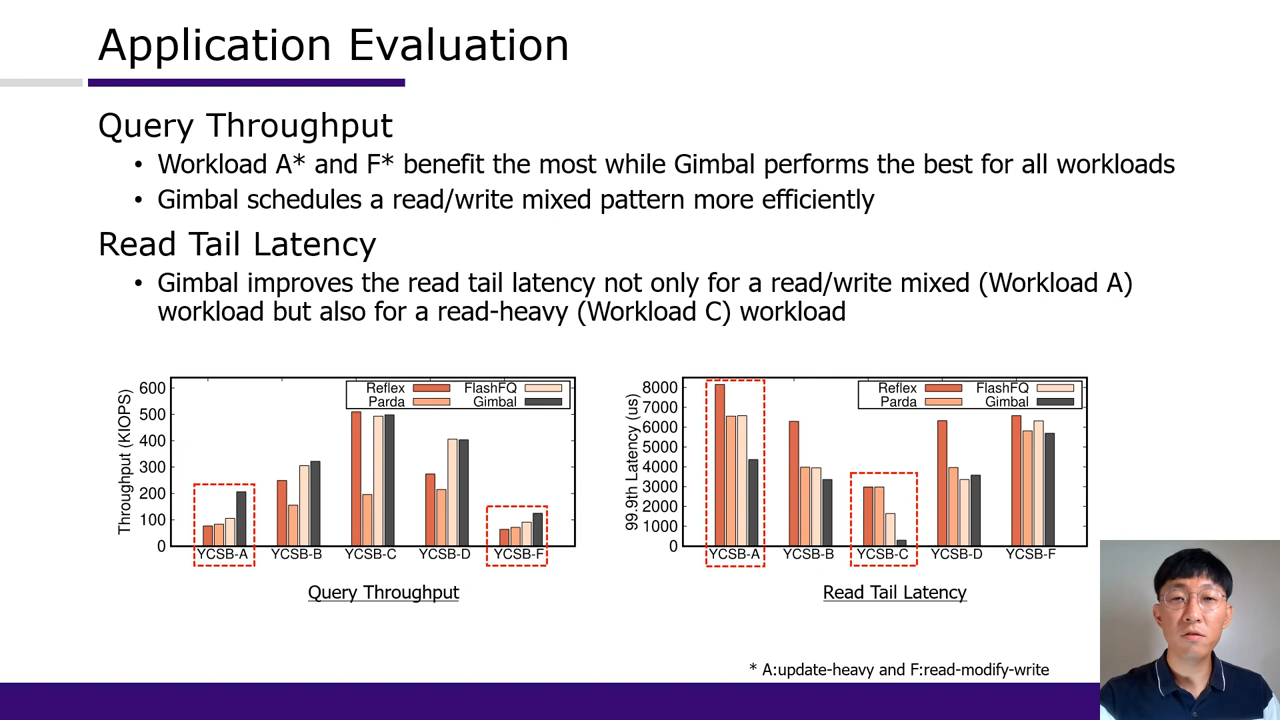 Application Evaluation
Query Throughput
• Workload A* and F* benefit the most while Gimbal performs the best for all workloads
• Gimbal schedules a read/write mixed pattern more efficiently
Read Tail Latency
• Gimbal improves the read tail latency not only for a read/write mixed (Workload A)
workload but also for a read-heavy (Workload C) workload
Throughput (KIOPS)
600
500
400
300
200
100
0
Reflex
FlashFQ
Parda
Gimbal
YCSB-A
YCSB-B
YCSB-C
YCSB-D
YCSB-F
Query Throughput
99.9th Latency (us)
8000
7000
6000
5000
4000
3000
2000
1000
0
Reflex
FlashFQ
Parda
Gimbal
YCSB-A
YCSB-B
YCSB-C
YCSB-D
YCSB-F
Read Tail Latency
* A:update-heavy and F:read-modify-write